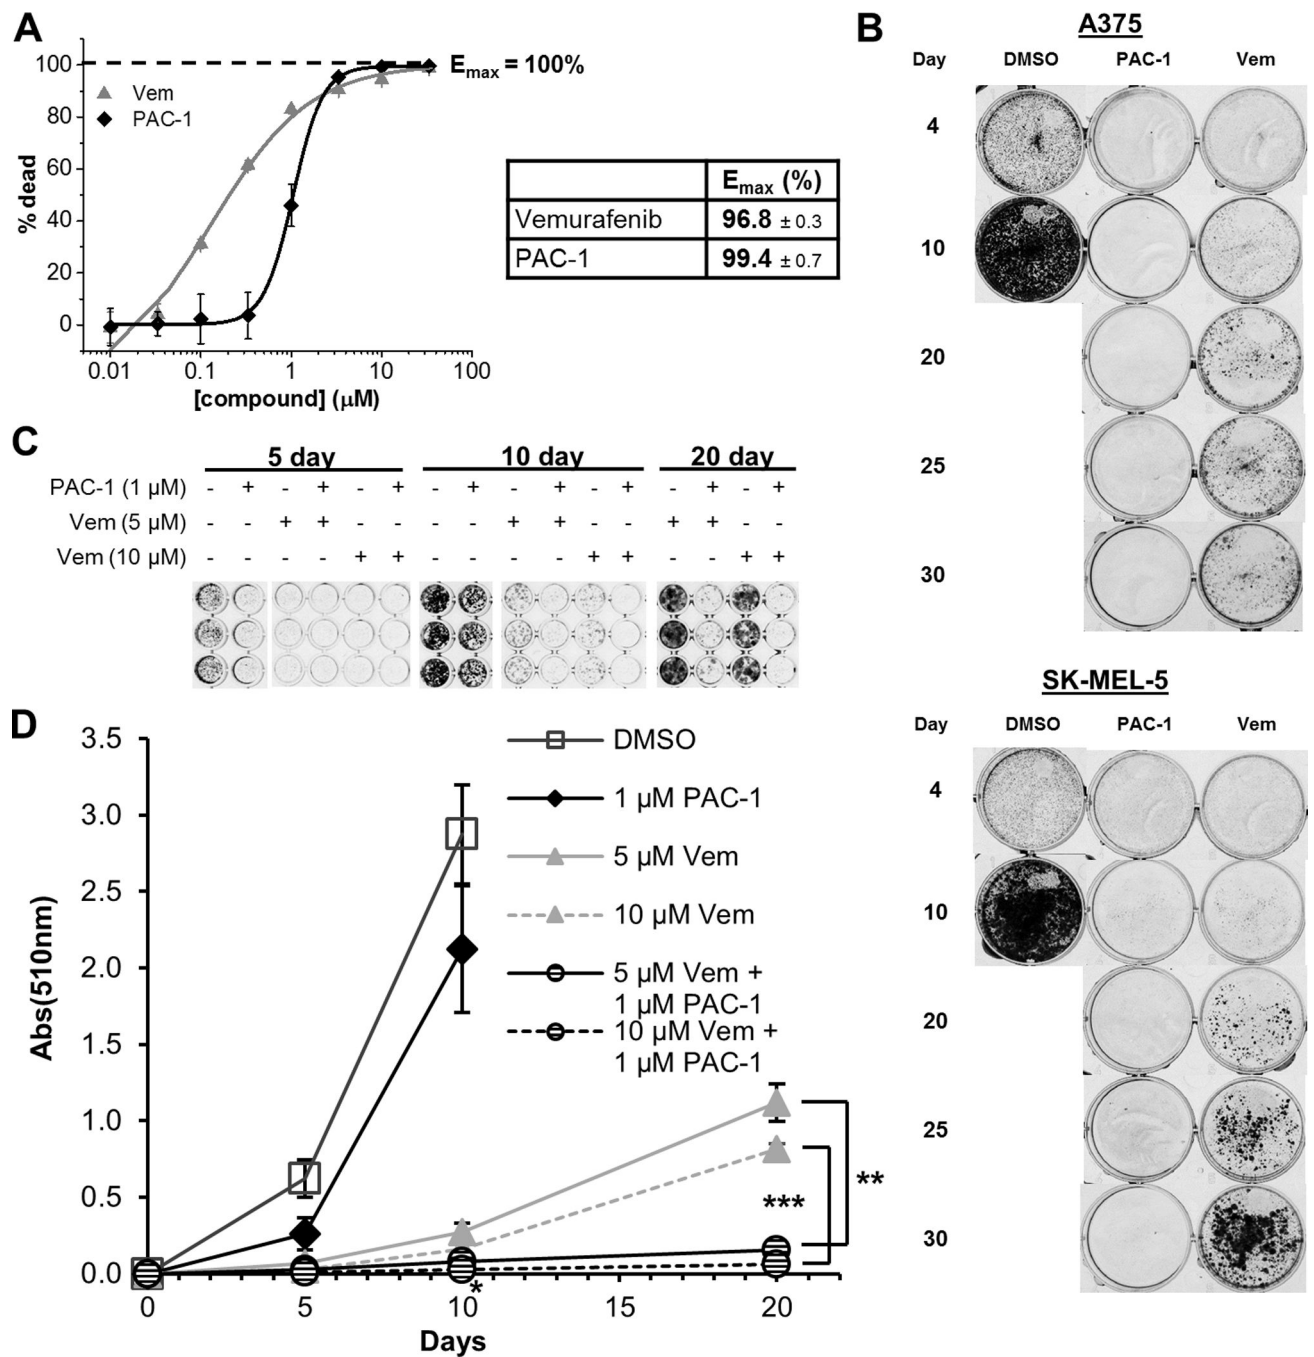 A
100
80
60
40
20
0
% dead
Vem
PAC-1
E max = 100%
0.01 0.1 1 10 100
[compound] (µM)
E max (%)
Vemurafenib 96.8 ± 0.3
PAC-1 99.4 ± 0.7
B
A375
Day DMSO PAC-1 Vem
4
10
20
25
30
SK-MEL-5
Day DMSO PAC-1 Vem
4
10
20
25
30
C
5 day 10 day 20 day
PAC-1 (1 µM) - + - + - + - + - + - + - + - +
Vem (5 µM) - - + + - - - - + + - - + + - -
Vem (10 µM) - - - - + + - - - - + + - - + +
D
3.5
3.0
2.5
2.0
1.5
1.0
0.5
0.0
Abs(510nm)
DMSO
1 µM PAC-1
5 µM Vem
10 µM Vem
5 µM Vem +
1 µM PAC-1
10 µM Vem +
1 µM PAC-1
***
**
*
0 5 10 15 20
Days